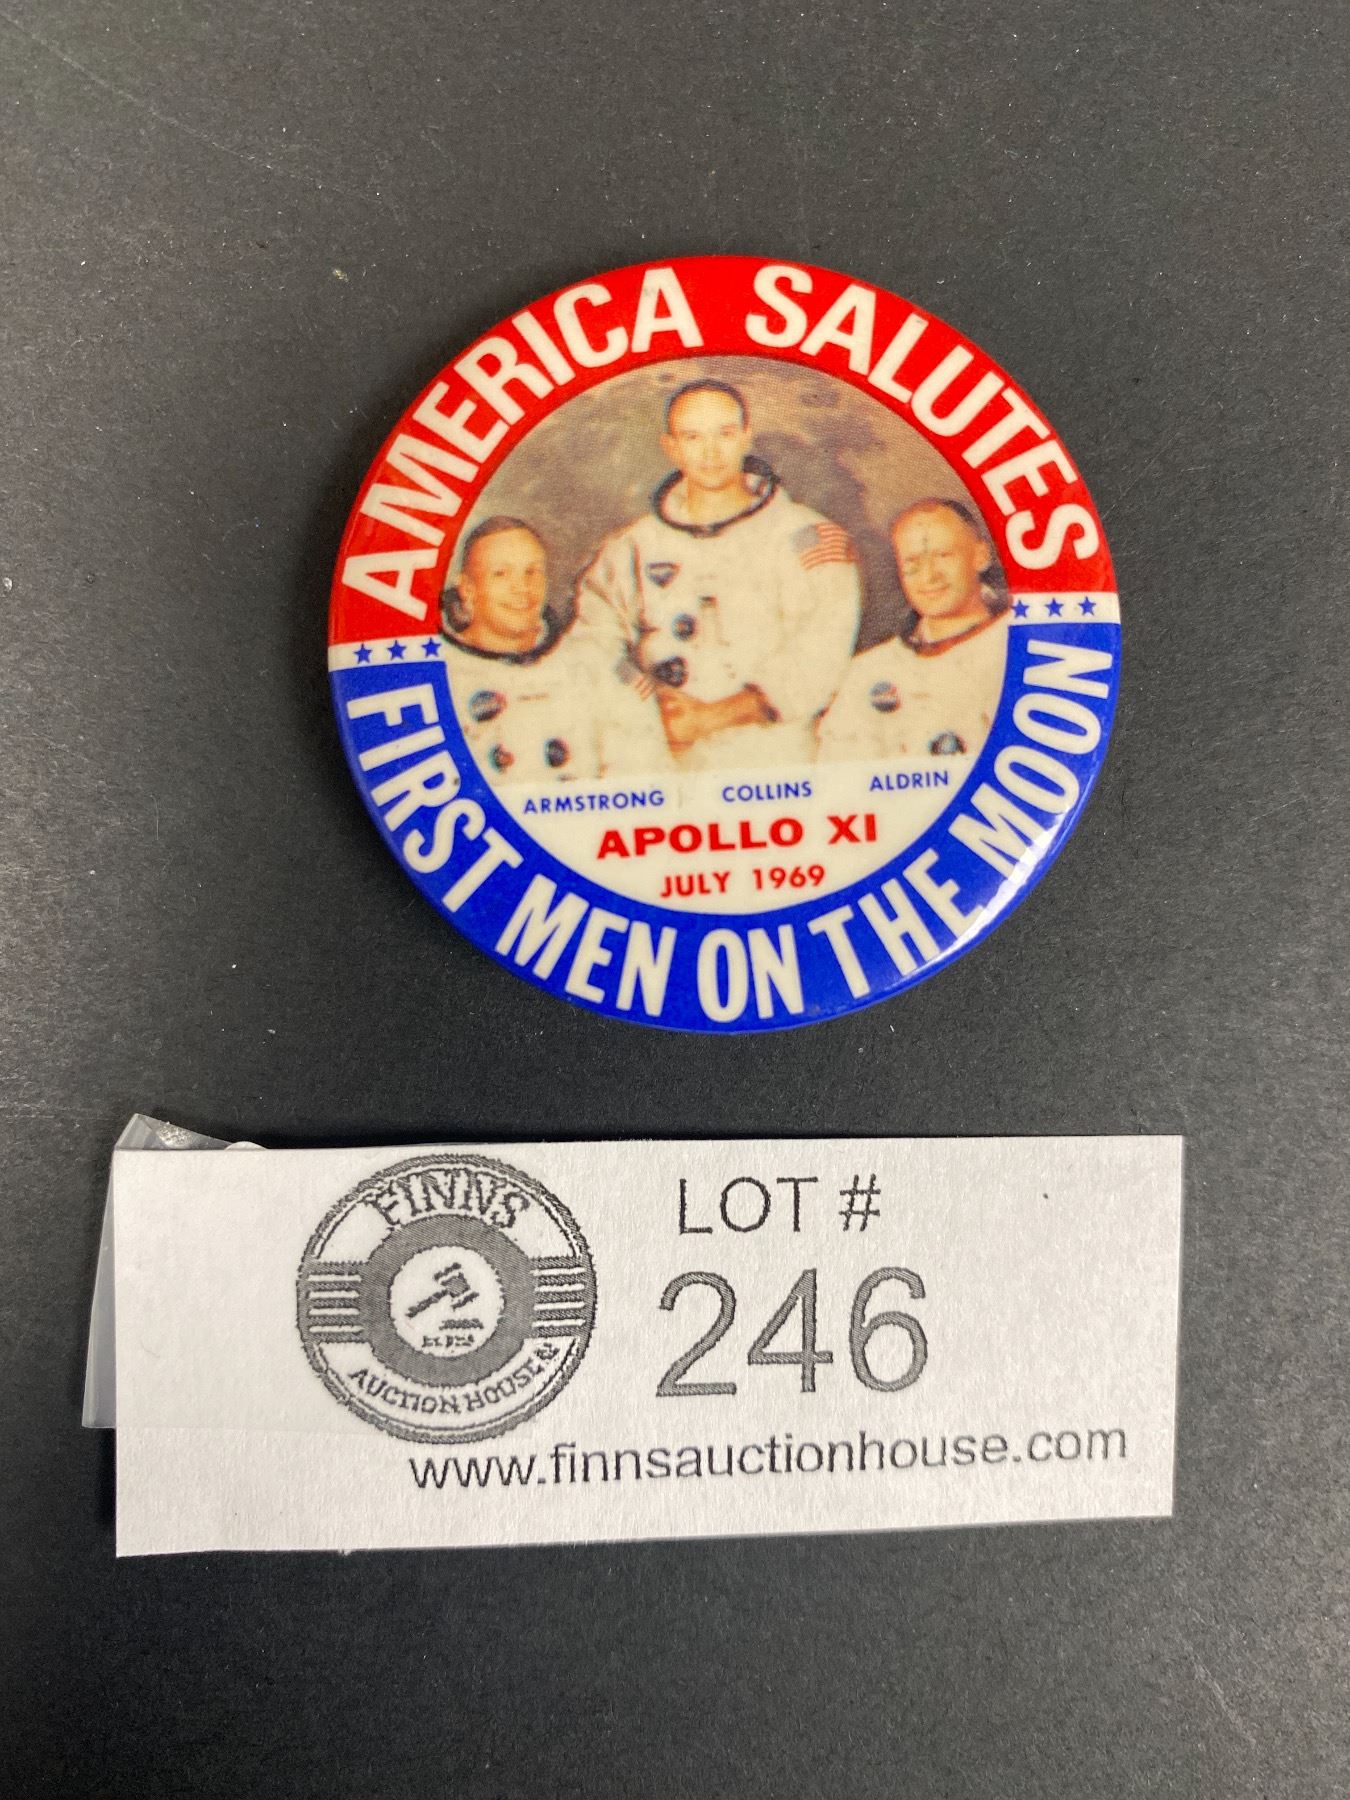 AMERICA SALUTES
ARMSTRONG COLLINS ALDRIN
APOLLO XI
JULY 1969
FIRST MEN ON THE MOON
FINNS
AUCTION HOUSE
LOT #
246
www.finnsauctionhouse.com